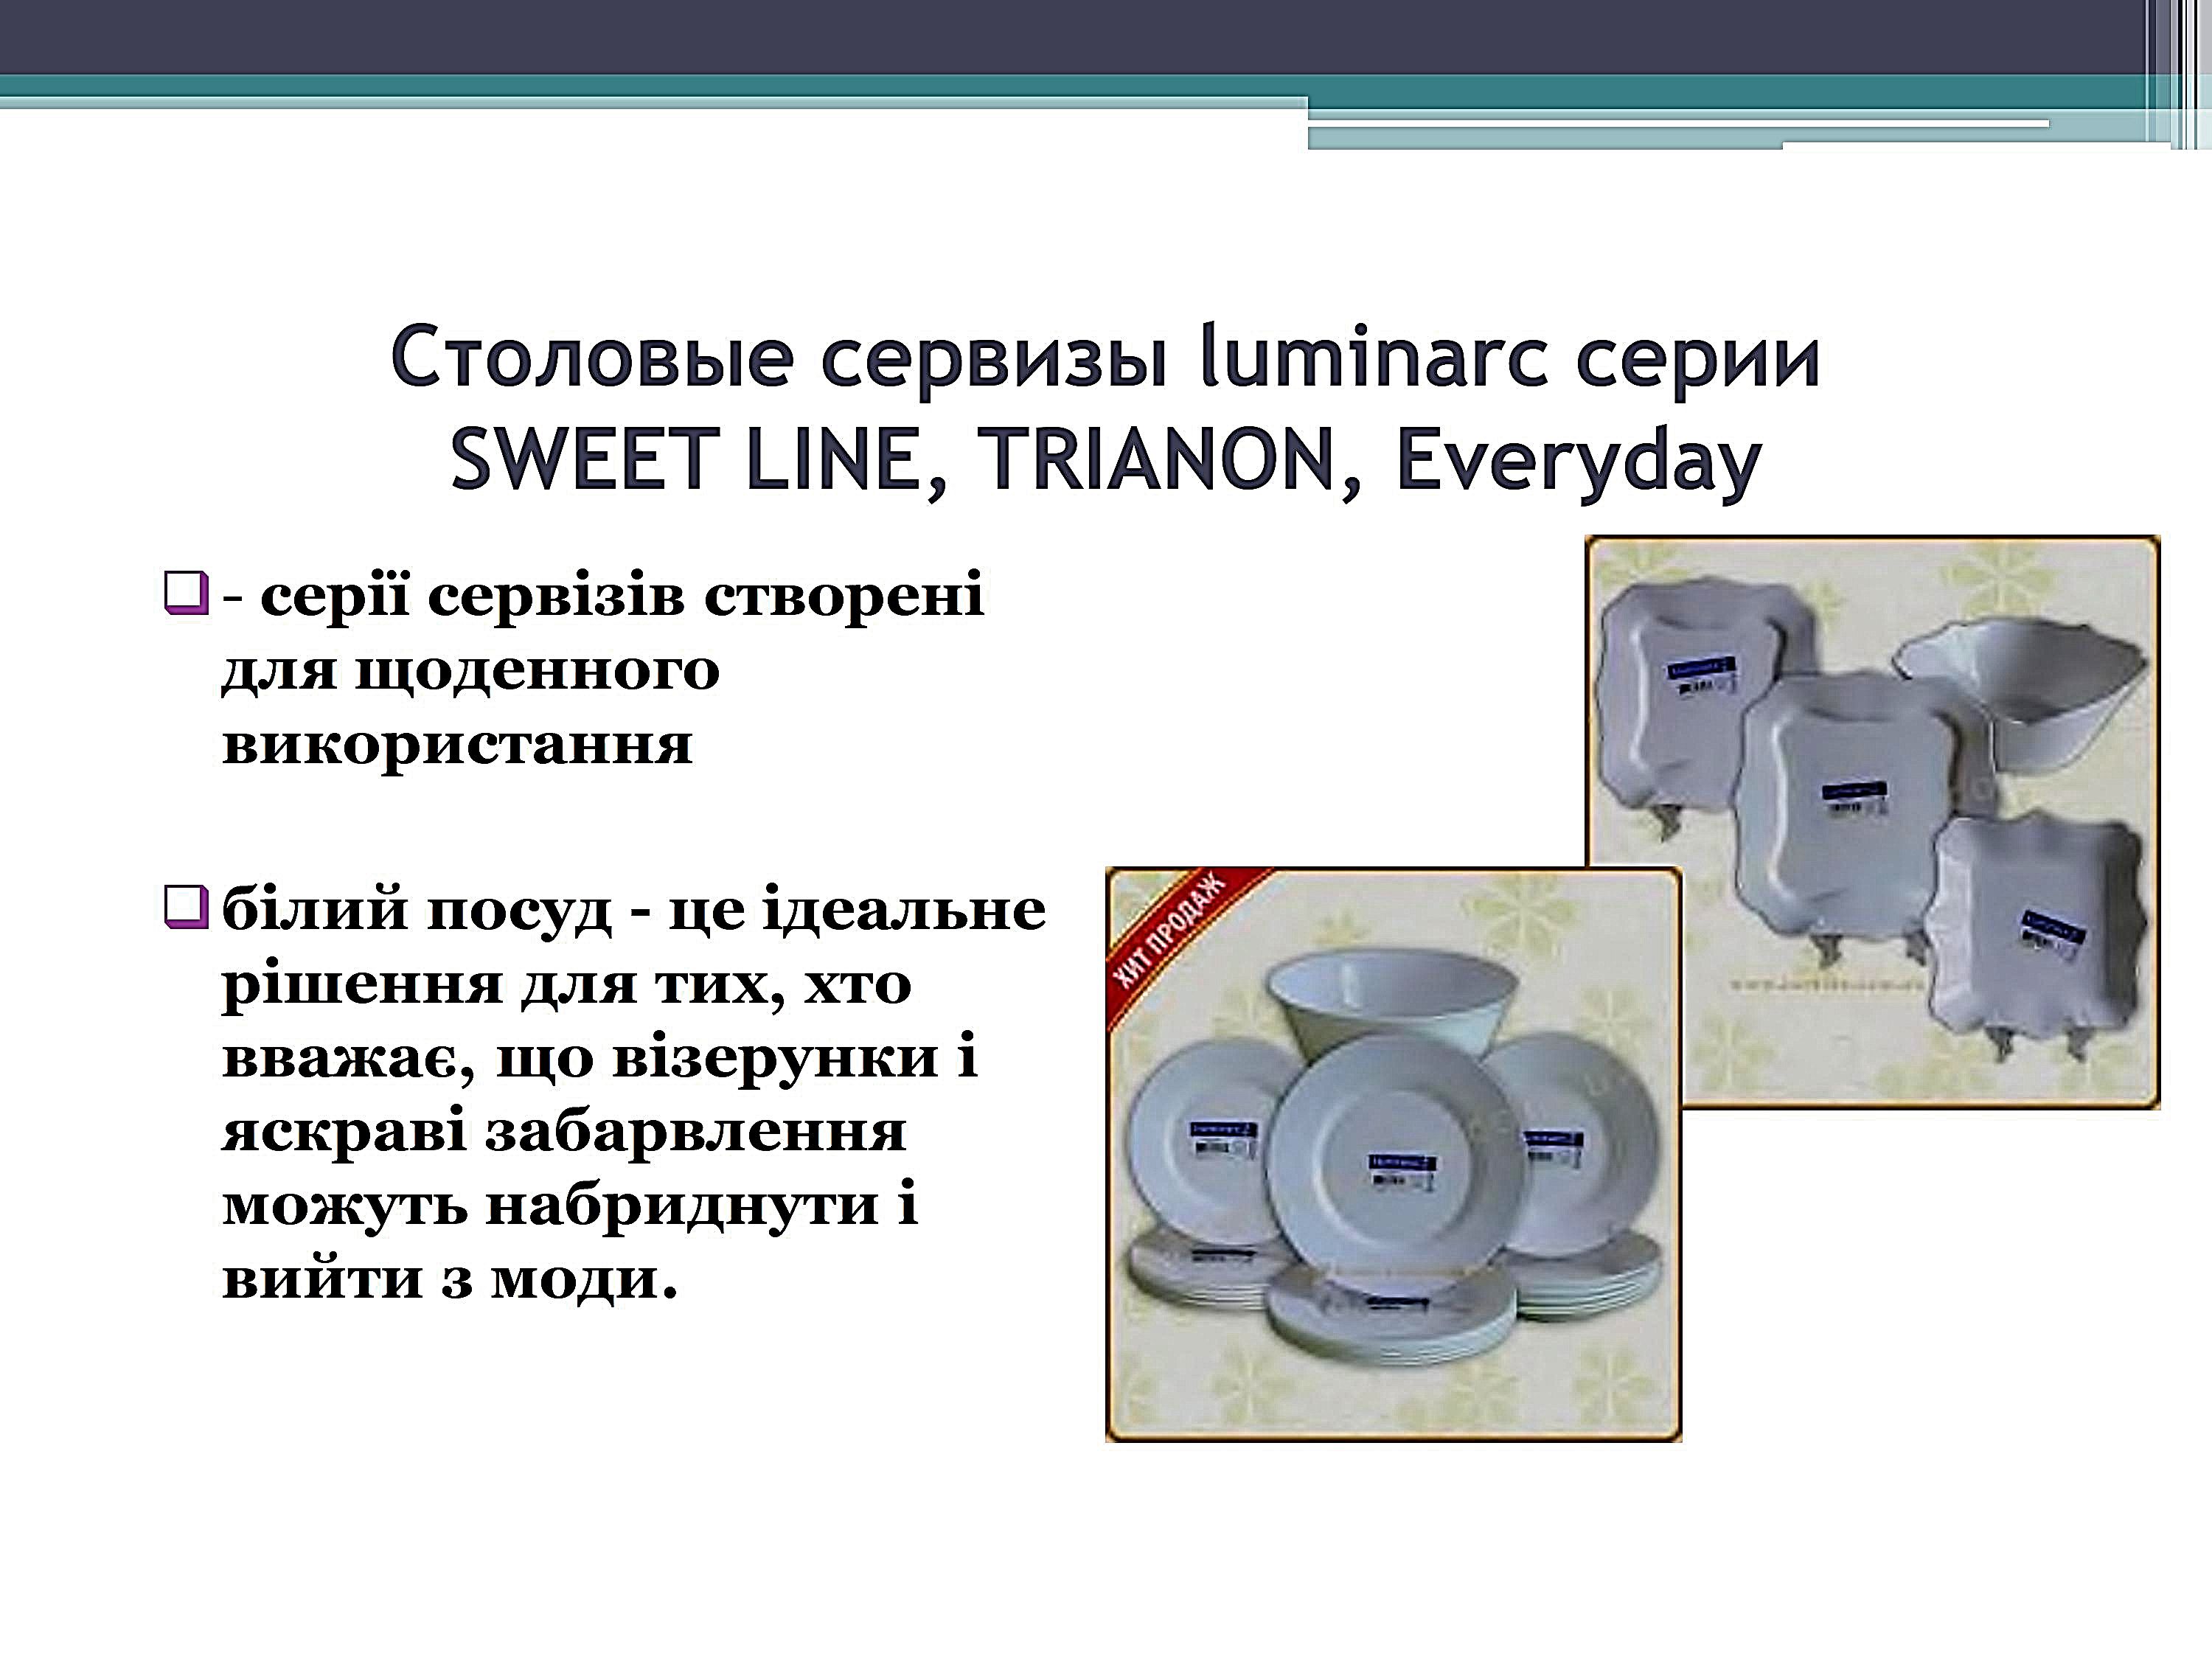 Столовые сервизы luminarc серии
SWEET LINE, TRIANON, Everyday
- серії сервізів створені
для щоденного
використання
білий посуд - це ідеальне
рішення для тих, хто
вважає, що візерунки і
яскраві забарвлення
можуть набриднути і
вийти з моди.
ХИТ ПРОДАЖ